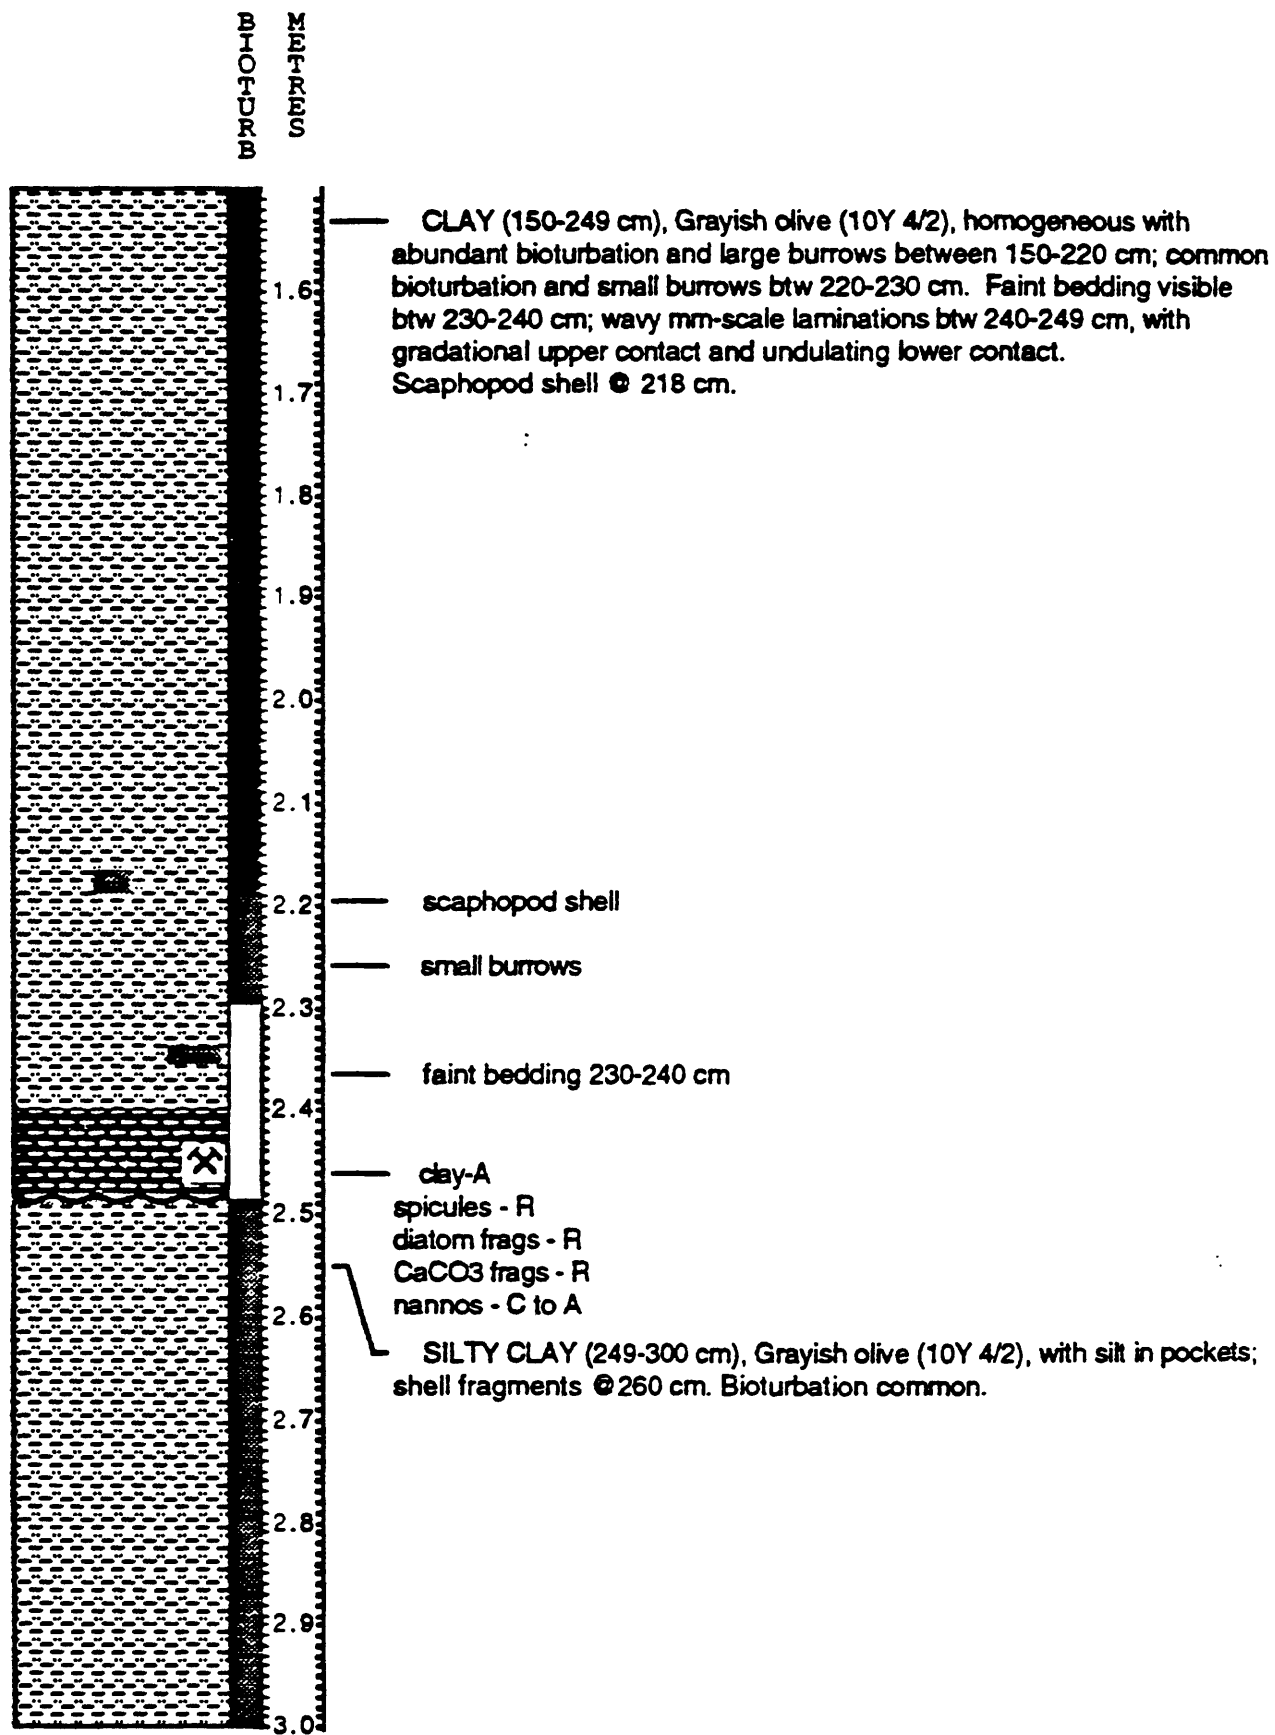 BIOTURB
METRES
CLAY (150-249 cm), Grayish olive (10Y 4/2), homogeneous with
abundant bioturbation and large burrows between 150-220 cm; common
bioturbation and small burrows btw 220-230 cm. Faint bedding visible
btw 230-240 cm; wavy mm-scale laminations btw 240-249 cm, with
gradational upper contact and undulating lower contact.
Scaphopod shell @ 218 cm.
1.6
1.7
1.8
1.9
2.0
2.1
2.2
scaphopod shell
small burrows
2.3
faint bedding 230-240 cm
2.4
clay-A
spicules - R
2.5
diatom frags - R
CaCO3 frags - R
nannos - C to A
2.6
SILTY CLAY (249-300 cm), Grayish olive (10Y 4/2), with silt in pockets;
shell fragments @ 260 cm. Bioturbation common.
2.7
2.8
2.9
3.0